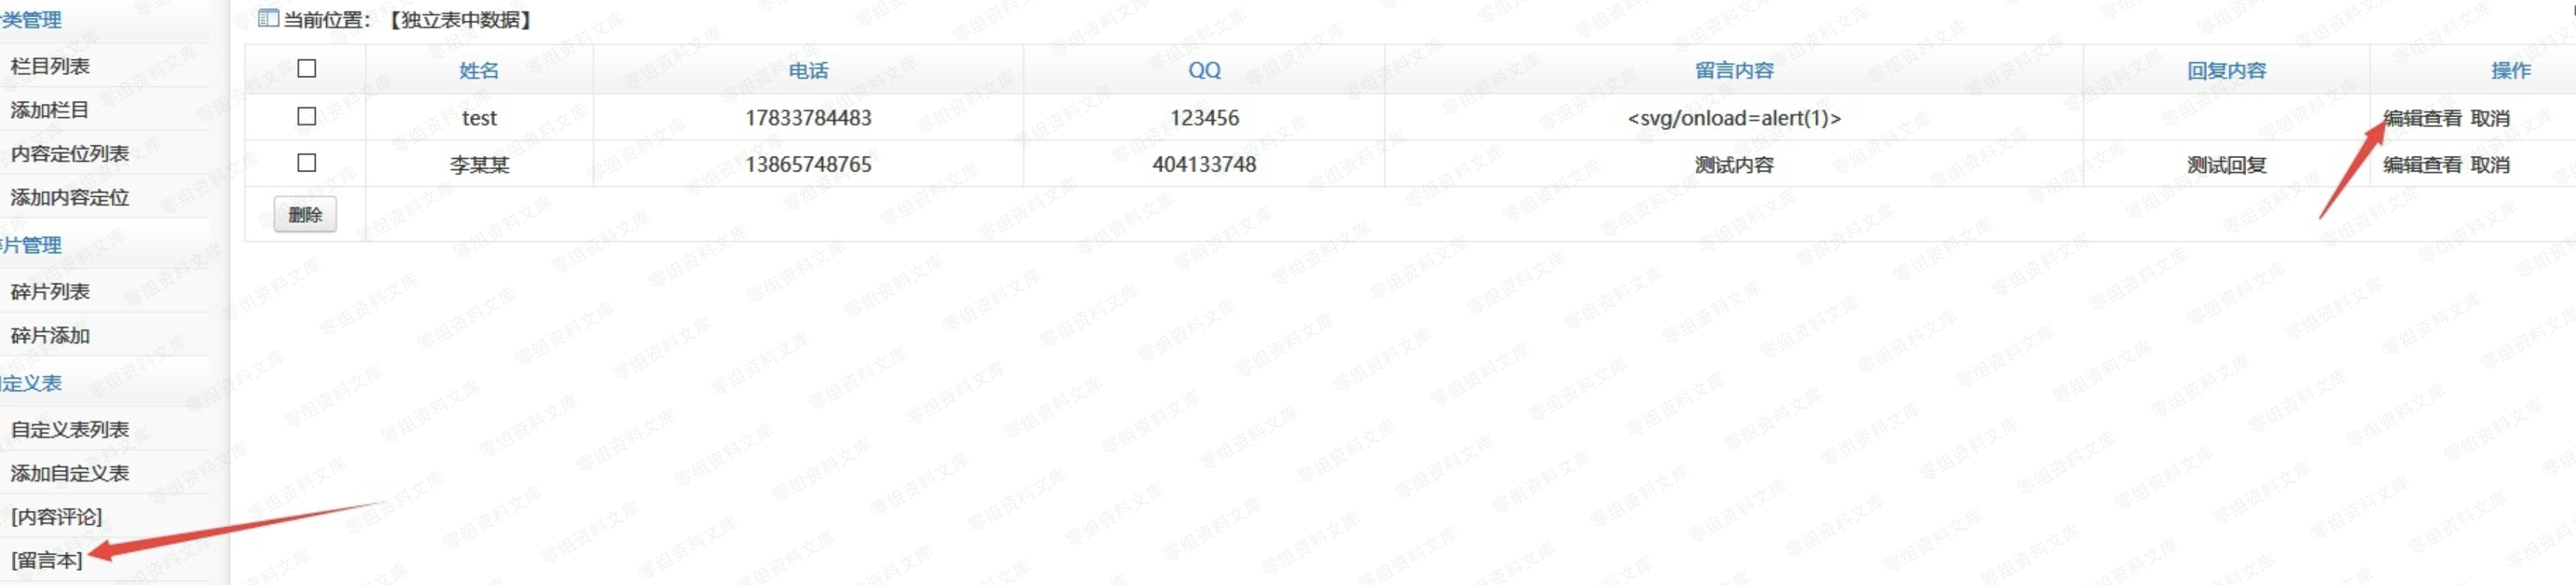 类管理
栏目列表
添加栏目
内容定位列表
添加内容定位
片管理
碎片列表
碎片添加
定义表
自定义表列表
添加自定义表
[内容评论]
[留言本]
当前位置：【独立表中数据】
姓名 电话 QQ 留言内容 回复内容 操作
test 17833784483 123456 <svg/onload=alert(1)> 编辑查看 取消
李某某 13865748765 404133748 测试内容 测试回复 编辑查看 取消
删除
零组资料文库